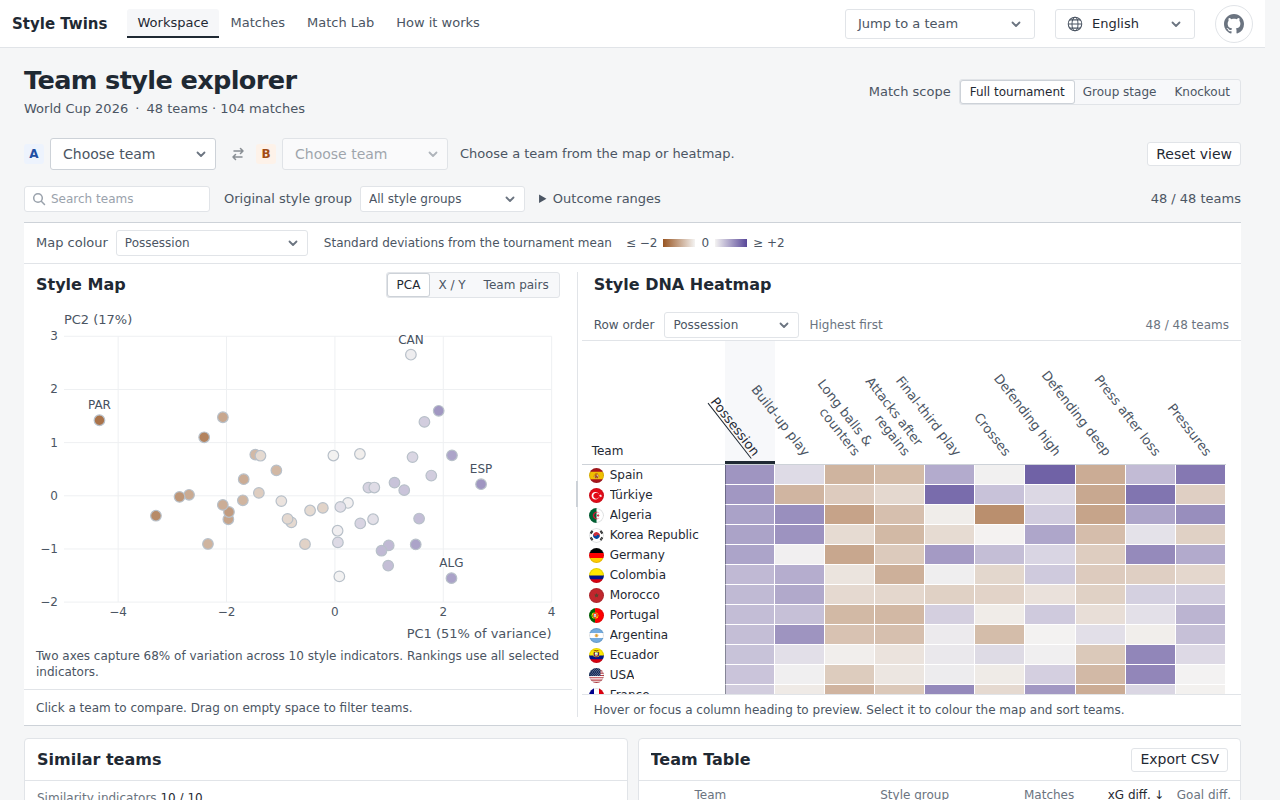 Style Twins
Workspace
Matches
Match Lab
How it works
Jump to a team
English
Team style explorer
World Cup 2026 · 48 teams · 104 matches
Match scope
Full tournament
Group stage
Knockout
A
Choose team
B
Choose team
Choose a team from the map or heatmap.
Reset view
Search teams
Original style group
All style groups
Outcome ranges
48 / 48 teams
Map colour
Possession
Standard deviations from the tournament mean
≤ −2
0
≥ +2
Style Map
PCA
X / Y
Team pairs
PC2 (17%)
3
2
1
0
−1
−2
−4
−2
0
2
4
CAN
PAR
ESP
ALG
PC1 (51% of variance)
Two axes capture 68% of variation across 10 style indicators. Rankings use all selected
indicators.
Click a team to compare. Drag on empty space to filter teams.
Style DNA Heatmap
Row order
Possession
Highest first
48 / 48 teams
Team
Possession
Build-up play
Long balls &
counters
Attacks after
regains
Final-third play
Crosses
Defending high
Defending deep
Press after loss
Pressures
Spain
Türkiye
Algeria
Korea Republic
Germany
Colombia
Morocco
Portugal
Argentina
Ecuador
USA
France
Hover or focus a column heading to preview. Select it to colour the map and sort teams.
Similar teams
Similarity indicators 10 / 10
Team Table
Export CSV
Team
Style group
Matches
xG diff. ↓
Goal diff.